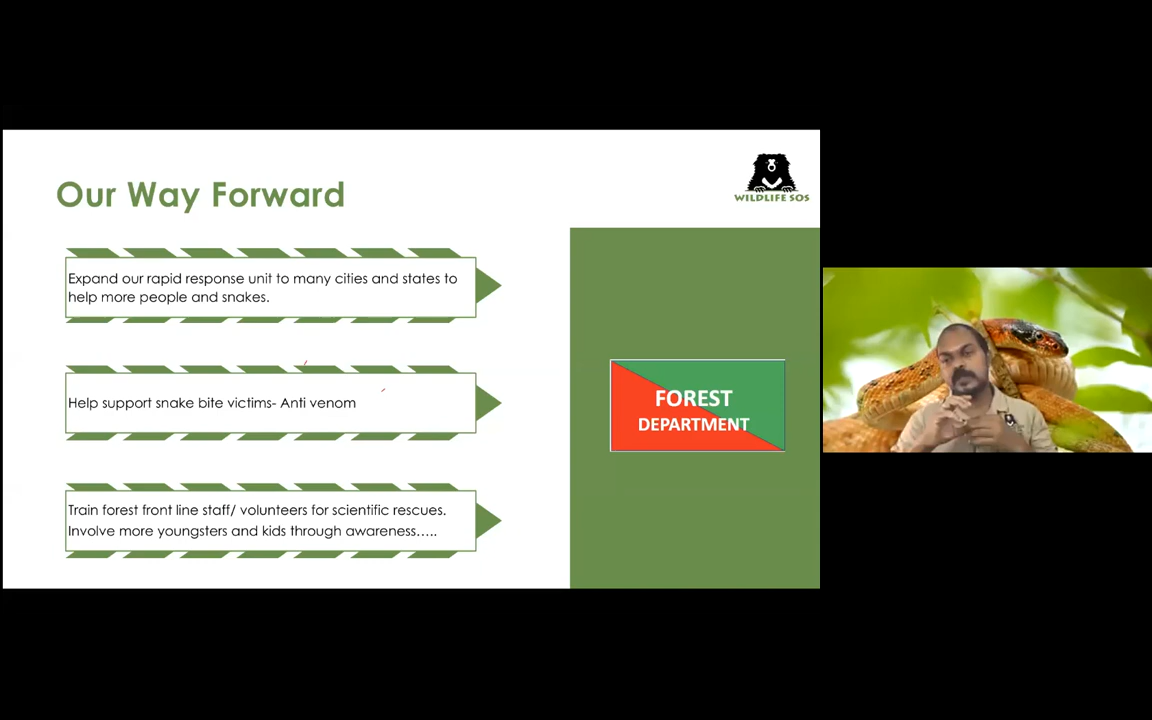 Our Way Forward
WILDLIFE SOS
Expand our rapid response unit to many cities and states to
help more people and snakes.
Help support snake bite victims- Anti venom
Train forest front line staff/ volunteers for scientific rescues.
Involve more youngsters and kids through awareness.....
FOREST
DEPARTMENT